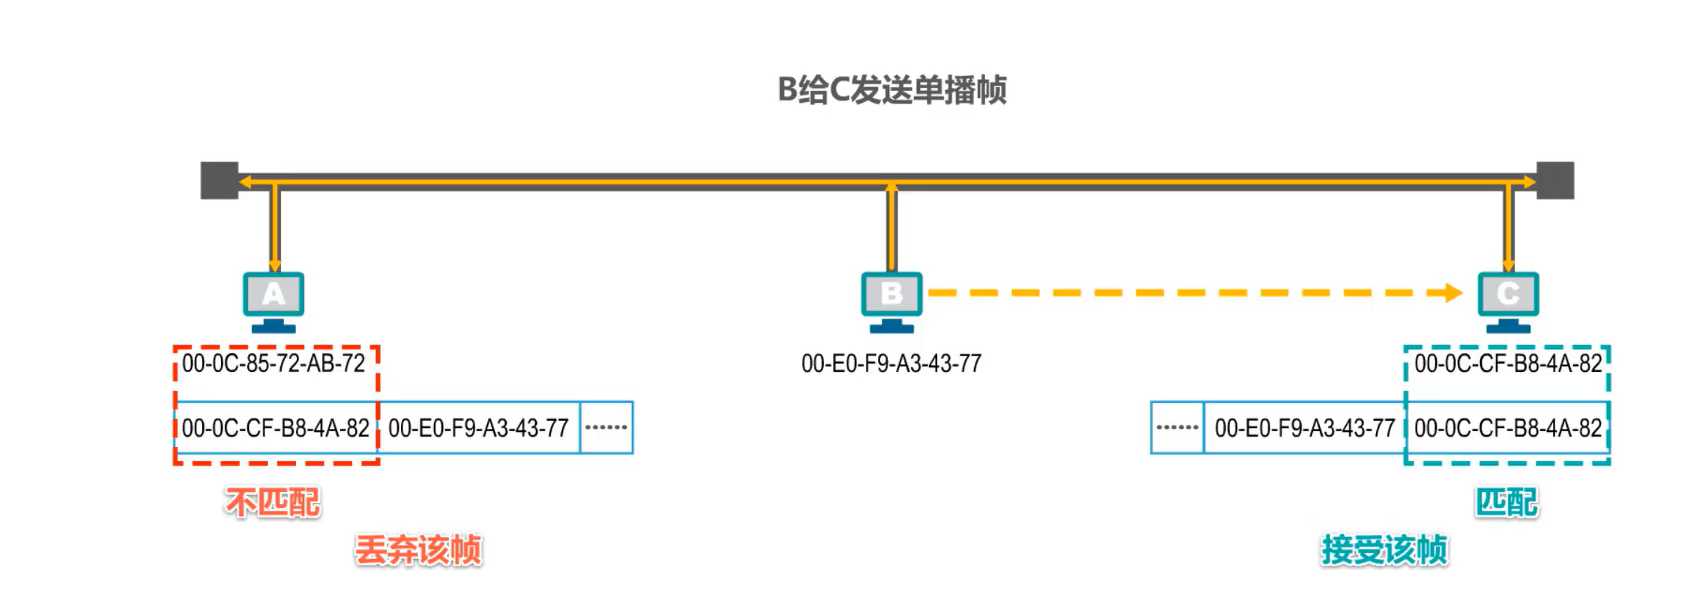 B给C发送单播帧
A
B
C
00-0C-85-72-AB-72
00-E0-F9-A3-43-77
00-0C-CF-B8-4A-82
00-0C-CF-B8-4A-82 00-E0-F9-A3-43-77 ······
······ 00-E0-F9-A3-43-77 00-0C-CF-B8-4A-82
不匹配
匹配
丢弃该帧
接受该帧